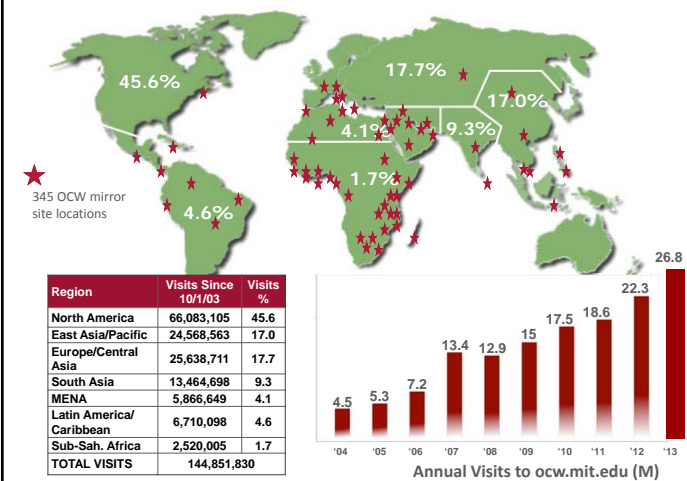 45.6%
17.7%
17.0%
4.1%
9.3%
1.7%
4.6%
345 OCW mirror
site locations
Region Visits Since 10/1/03 Visits %
North America 66,083,105 45.6
East Asia/Pacific 24,568,563 17.0
Europe/Central Asia 25,638,711 17.7
South Asia 13,464,698 9.3
MENA 5,866,649 4.1
Latin America/ Caribbean 6,710,098 4.6
Sub-Sah. Africa 2,520,005 1.7
TOTAL VISITS 144,851,830
4.5 5.3 7.2 13.4 12.9 15 17.5 18.6 22.3 26.8
'04 '05 '06 '07 '08 '09 '10 '11 '12 '13
Annual Visits to ocw.mit.edu (M)